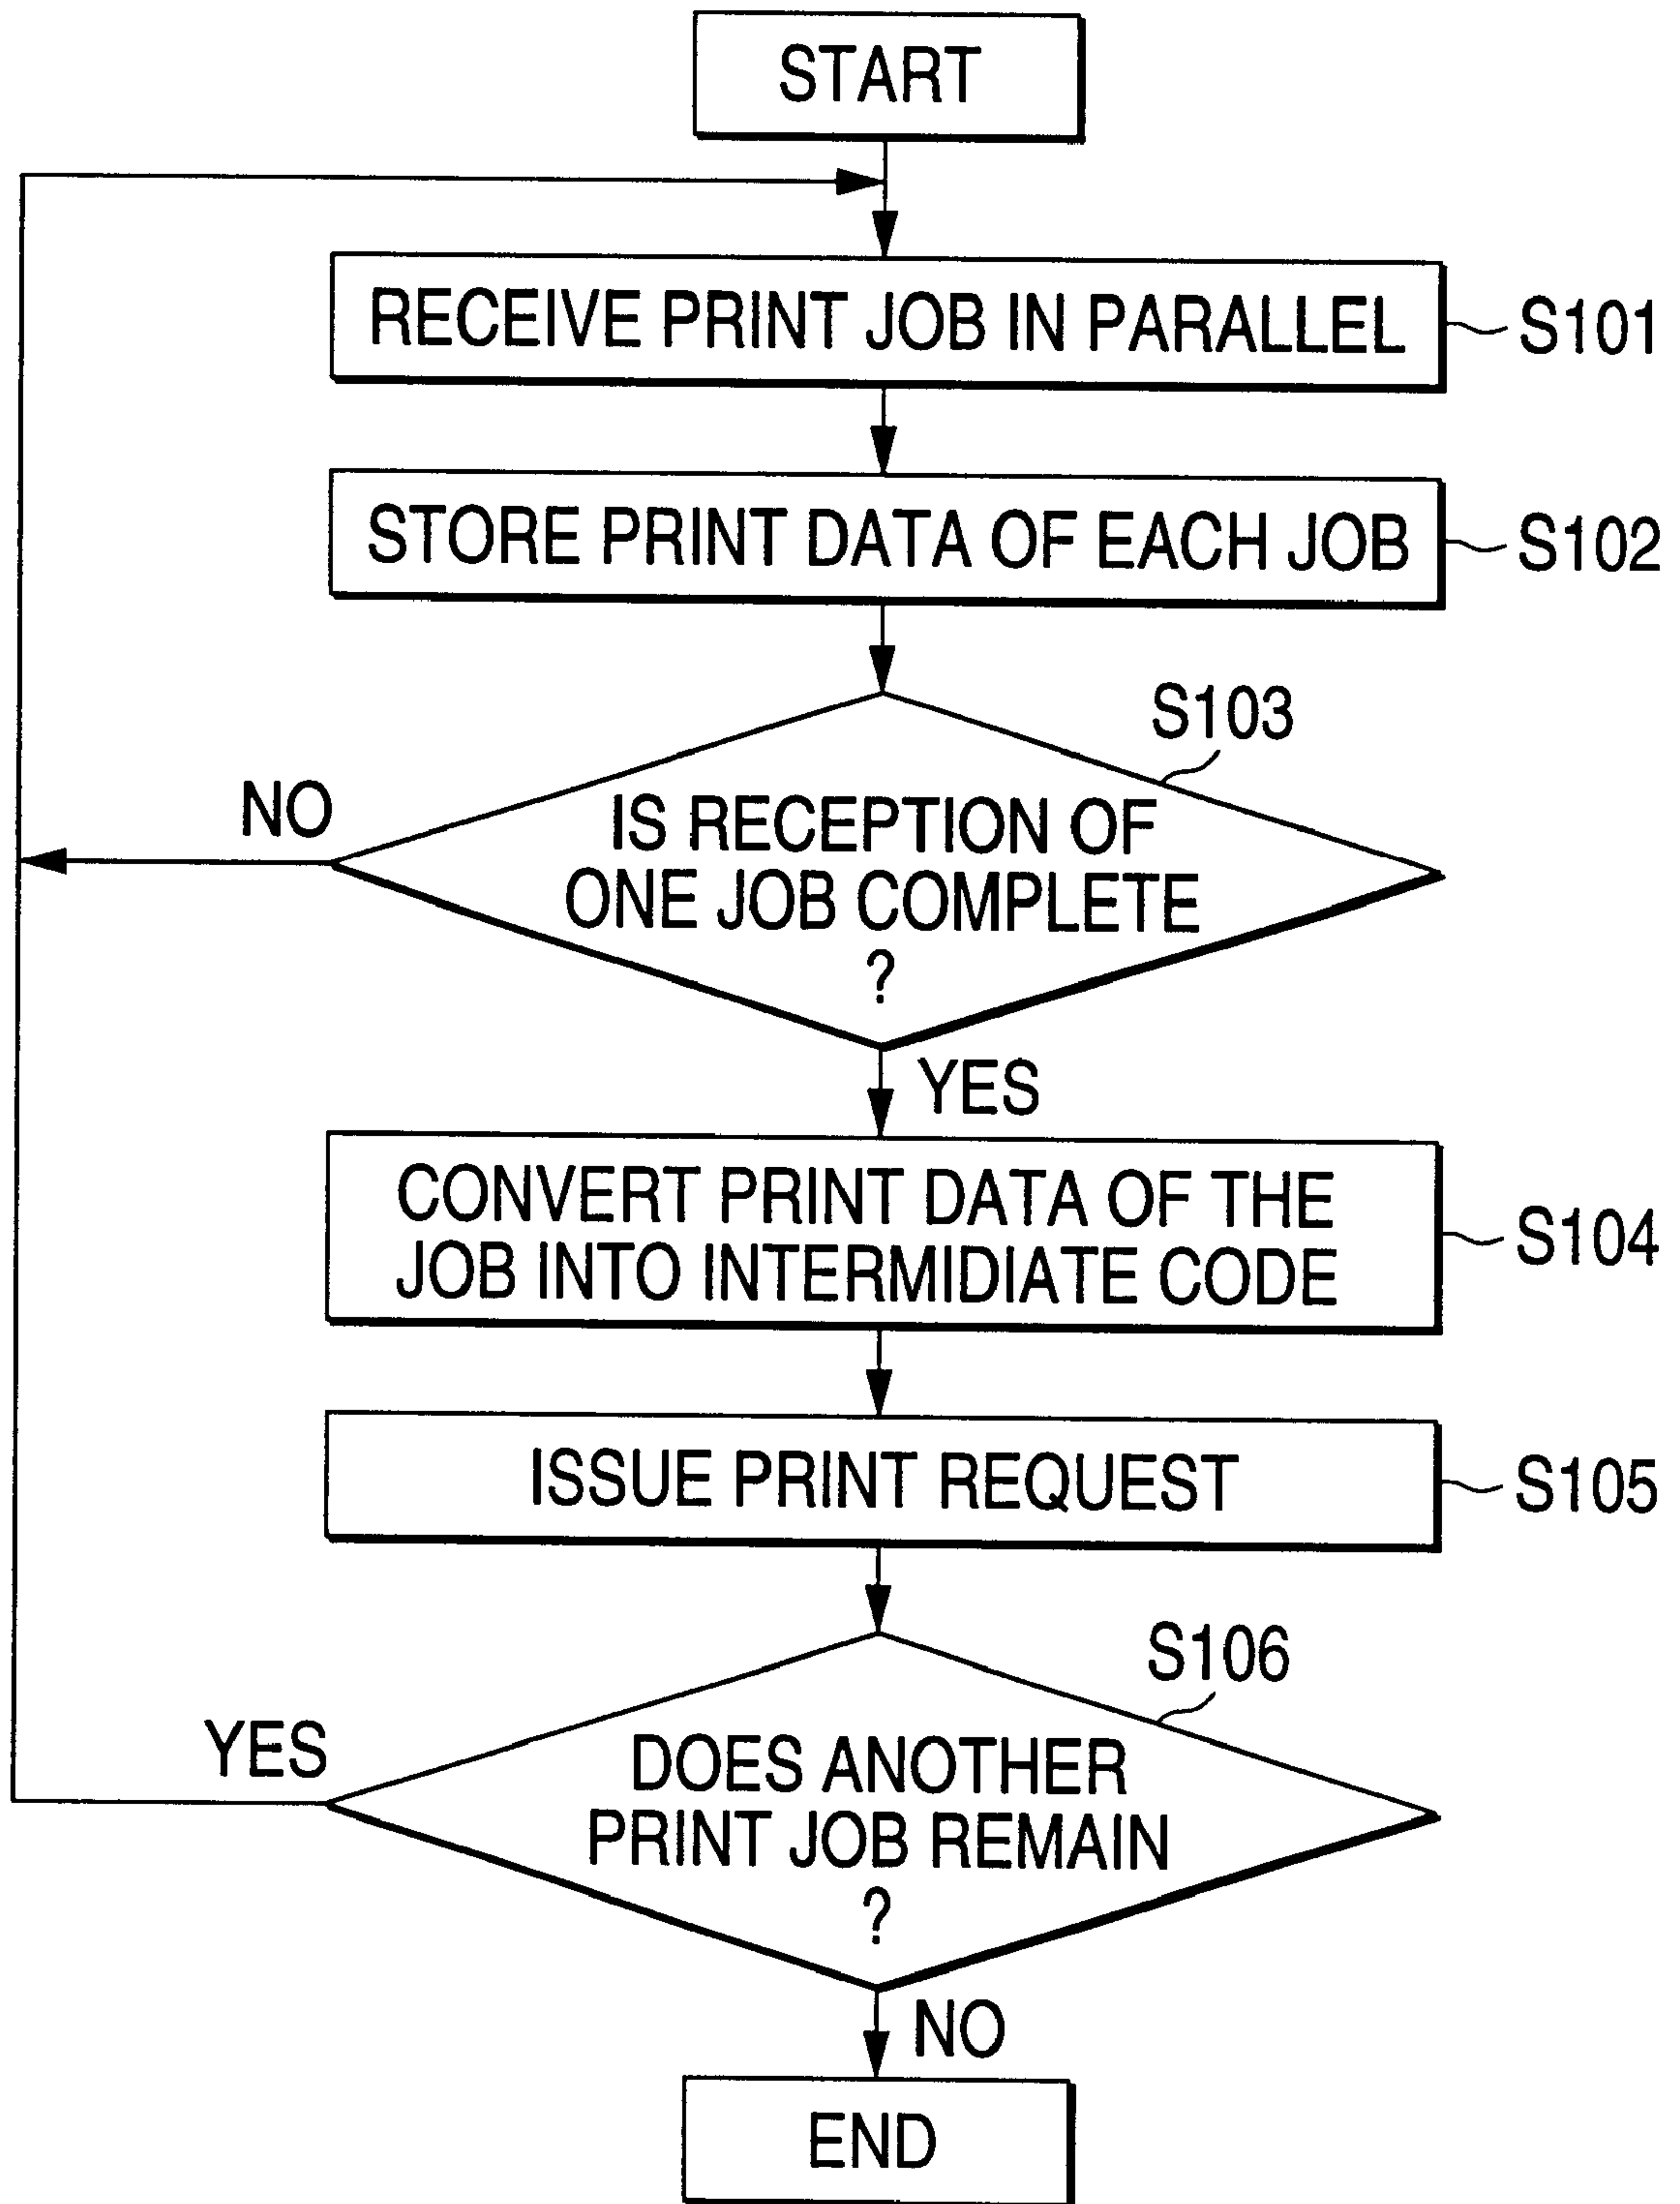 START
RECEIVE PRINT JOB IN PARALLEL
S101
STORE PRINT DATA OF EACH JOB
S102
S103
NO
IS RECEPTION OF
ONE JOB COMPLETE
?
YES
CONVERT PRINT DATA OF THE
JOB INTO INTERMIDIATE CODE
S104
ISSUE PRINT REQUEST
S105
S106
YES
DOES ANOTHER
PRINT JOB REMAIN
?
NO
END